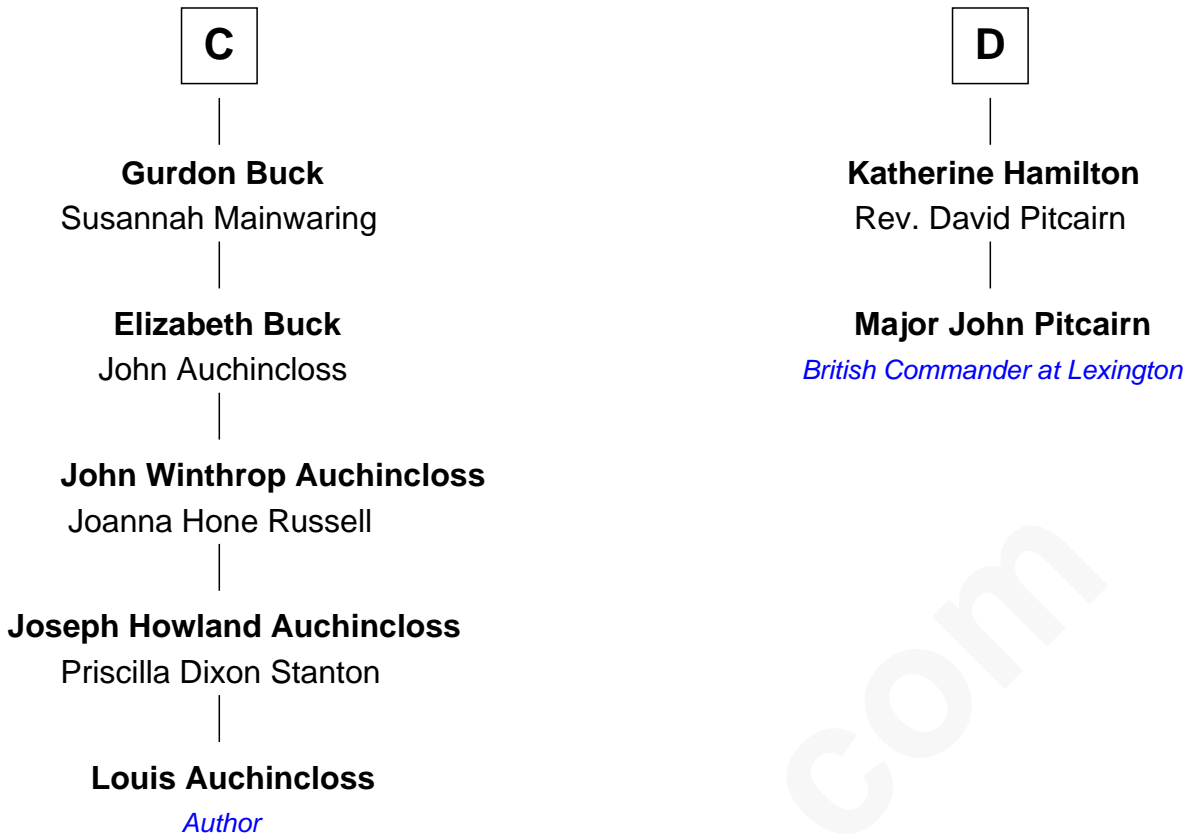 C
Gurdon Buck
Susannah Mainwaring
Elizabeth Buck
John Auchincloss
John Winthrop Auchincloss
Joanna Hone Russell
Joseph Howland Auchincloss
Priscilla Dixon Stanton
Louis Auchincloss
Author
D
Katherine Hamilton
Rev. David Pitcairn
Major John Pitcairn
British Commander at Lexington
com